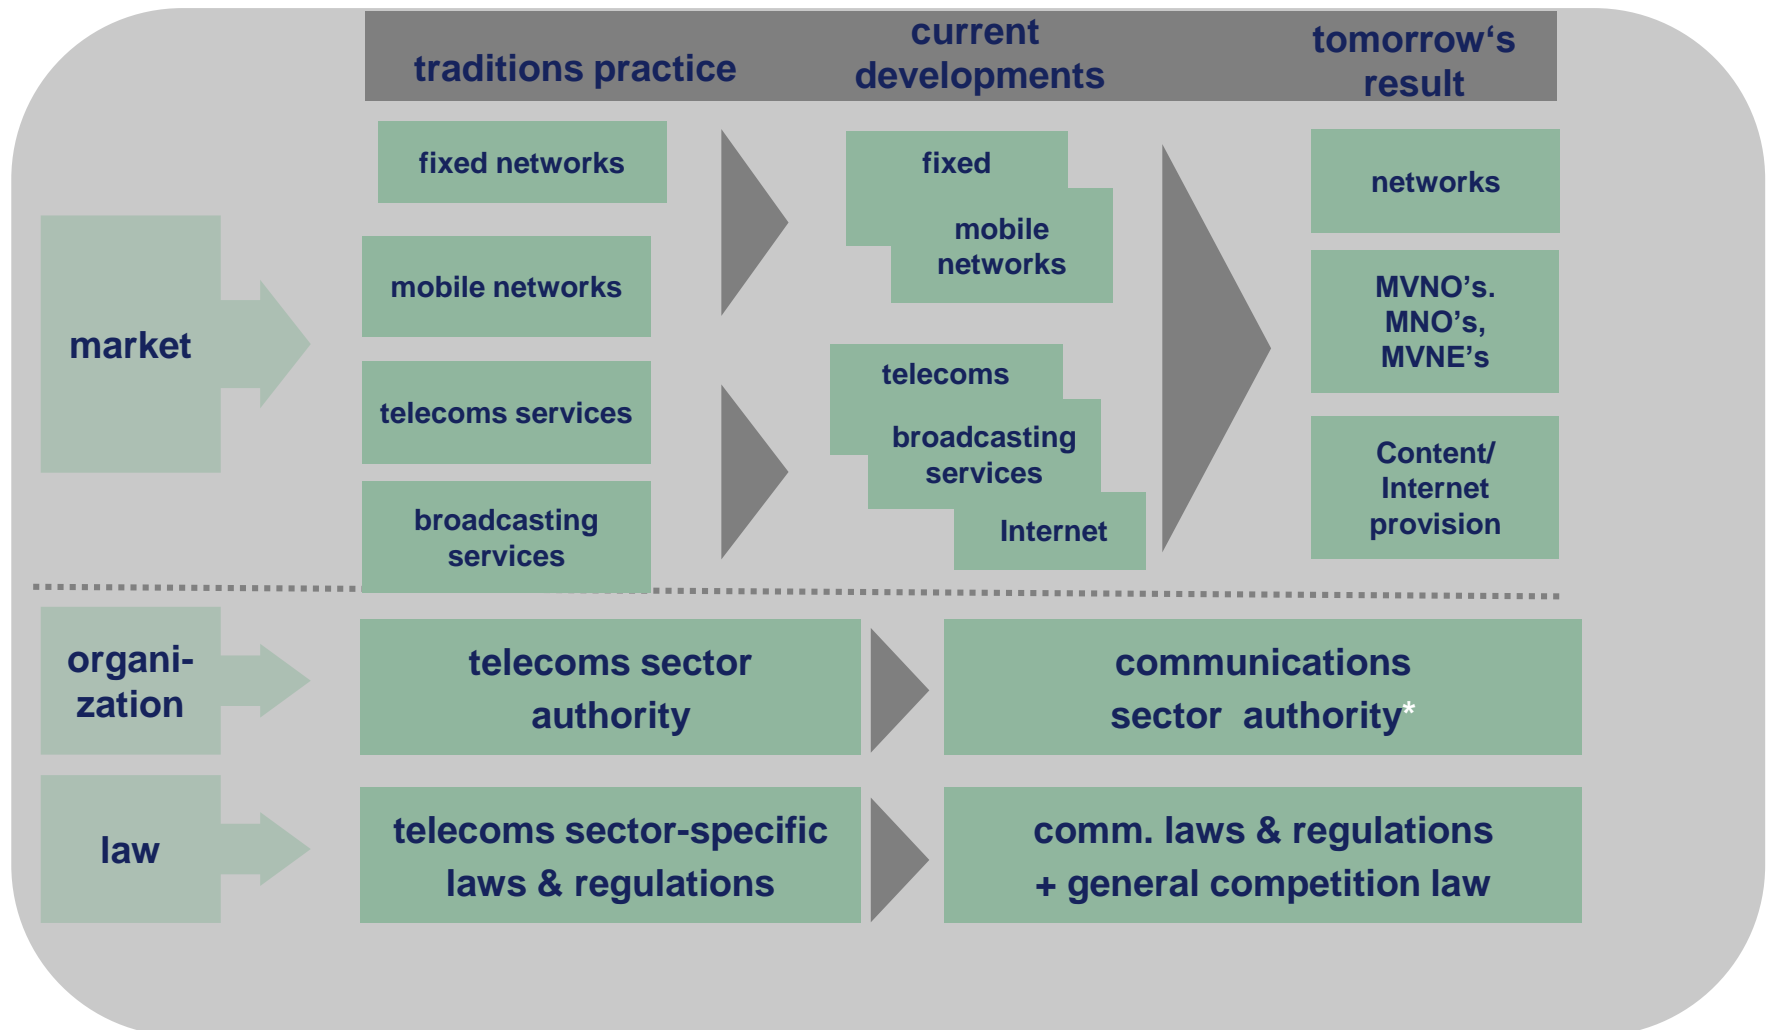 traditions practice
current
developments
tomorrow‘s
result
market
fixed networks
mobile networks
telecoms services
broadcasting
services
fixed
mobile
networks
telecoms
broadcasting
services
Internet
networks
MVNO’s.
MNO’s,
MVNE’s
Content/
Internet
provision
organi-
zation
telecoms sector
authority
communications
sector authority*
law
telecoms sector-specific
laws & regulations
comm. laws & regulations
+ general competition law